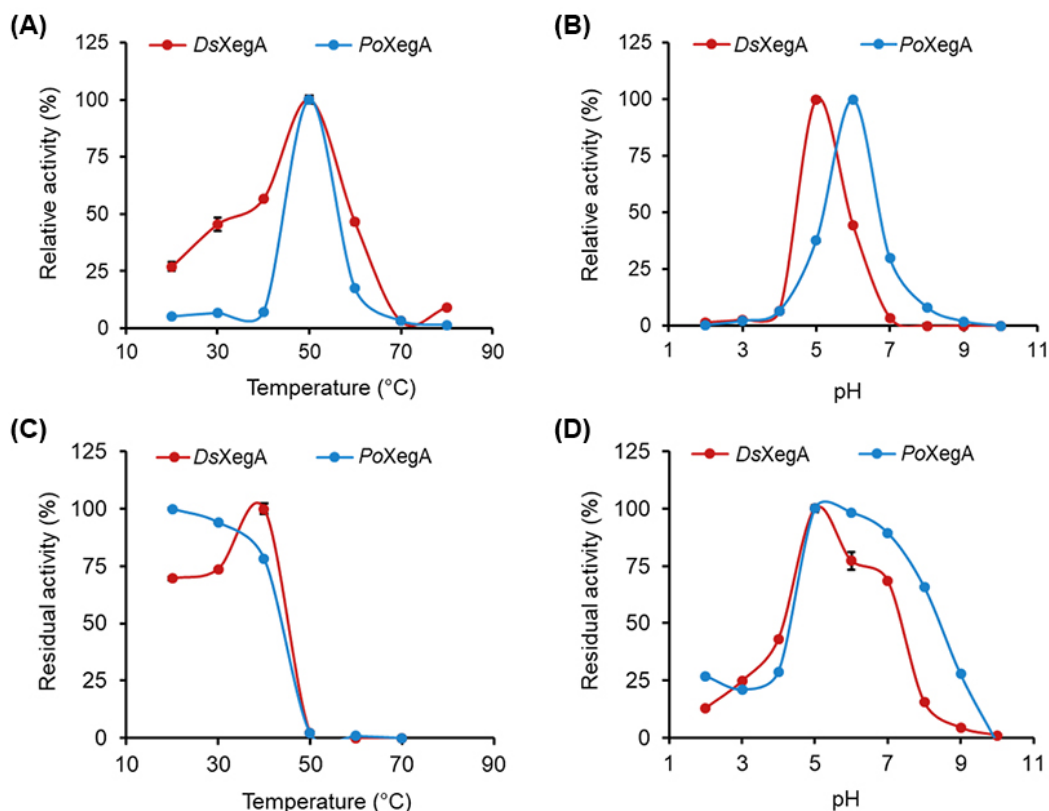 (A)
DsXegA PoXegA
Relative activity (%)
125
100
75
50
25
0
10 30 50 70 90
Temperature (°C)
(B)
DsXegA PoXegA
Relative activity (%)
125
100
75
50
25
0
1 3 5 7 9 11
pH
(C)
DsXegA PoXegA
Residual activity (%)
125
100
75
50
25
0
10 30 50 70 90
Temperature (°C)
(D)
DsXegA PoXegA
Residual activity (%)
125
100
75
50
25
0
1 3 5 7 9 11
pH